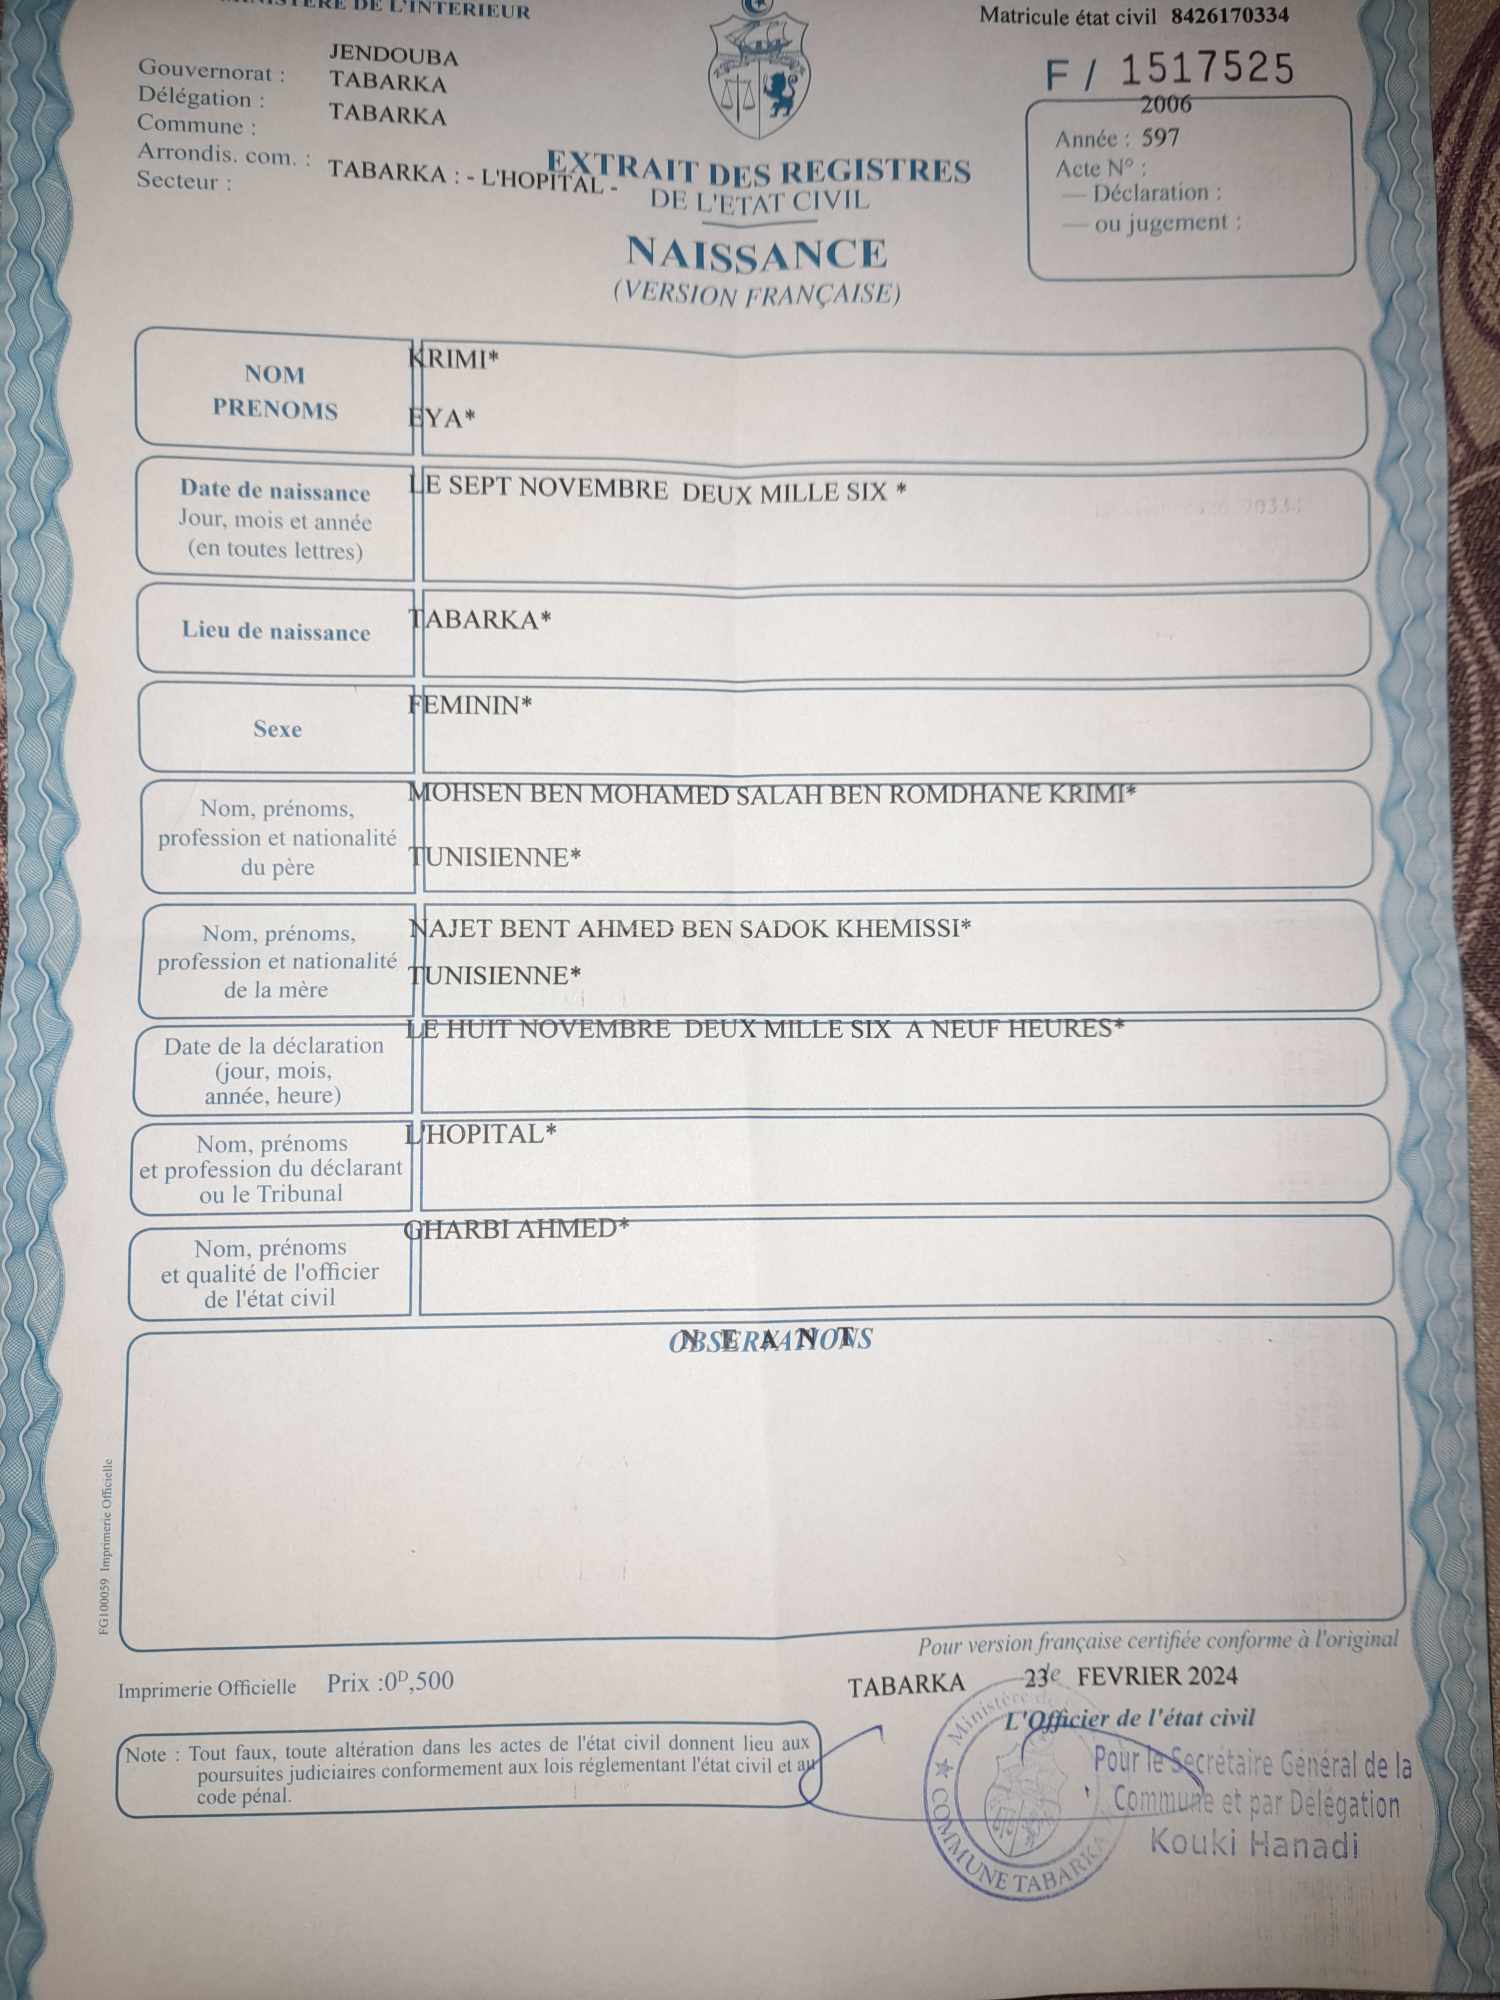 MINISTERE DE L'INTERIEUR
Matricule état civil 8426170334
F / 1517525
Gouvernorat : JENDOUBA
Délégation : TABARKA
Commune : TABARKA
Arrondis. com. :
Secteur : TABARKA : - L'HOPITAL -
2006
Année : 597
Acte N° :
— Déclaration :
— ou jugement :
EXTRAIT DES REGISTRES
DE L'ETAT CIVIL
NAISSANCE
(VERSION FRANÇAISE)
NOM
PRENOMS
KRIMI*
EYA*
Date de naissance
Jour, mois et année
(en toutes lettres)
LE SEPT NOVEMBRE DEUX MILLE SIX *
Lieu de naissance
TABARKA*
Sexe
FEMININ*
Nom, prénoms,
profession et nationalité
du père
MOHSEN BEN MOHAMED SALAH BEN ROMDHANE KRIMI*
TUNISIENNE*
Nom, prénoms,
profession et nationalité
de la mère
NAJET BENT AHMED BEN SADOK KHEMISSI*
TUNISIENNE*
Date de la déclaration
(jour, mois,
année, heure)
LE HUIT NOVEMBRE DEUX MILLE SIX A NEUF HEURES*
Nom, prénoms
et profession du déclarant
ou le Tribunal
L'HOPITAL*
Nom, prénoms
et qualité de l'officier
de l'état civil
GHARBI AHMED*
OBSERVATIONS
N E A N T
FG100059 Imprimerie Officielle
Pour version française certifiée conforme à l'original
Imprimerie Officielle Prix :0D,500
TABARKA le 23 FEVRIER 2024
L'Officier de l'état civil
Note : Tout faux, toute altération dans les actes de l'état civil donnent lieu aux
poursuites judiciaires conformement aux lois réglementant l'état civil et au
code pénal.
Ministère de
COMMUNE TABARKA
Pour le Secrétaire Général de la
Commune et par Délégation
Kouki Hanadi